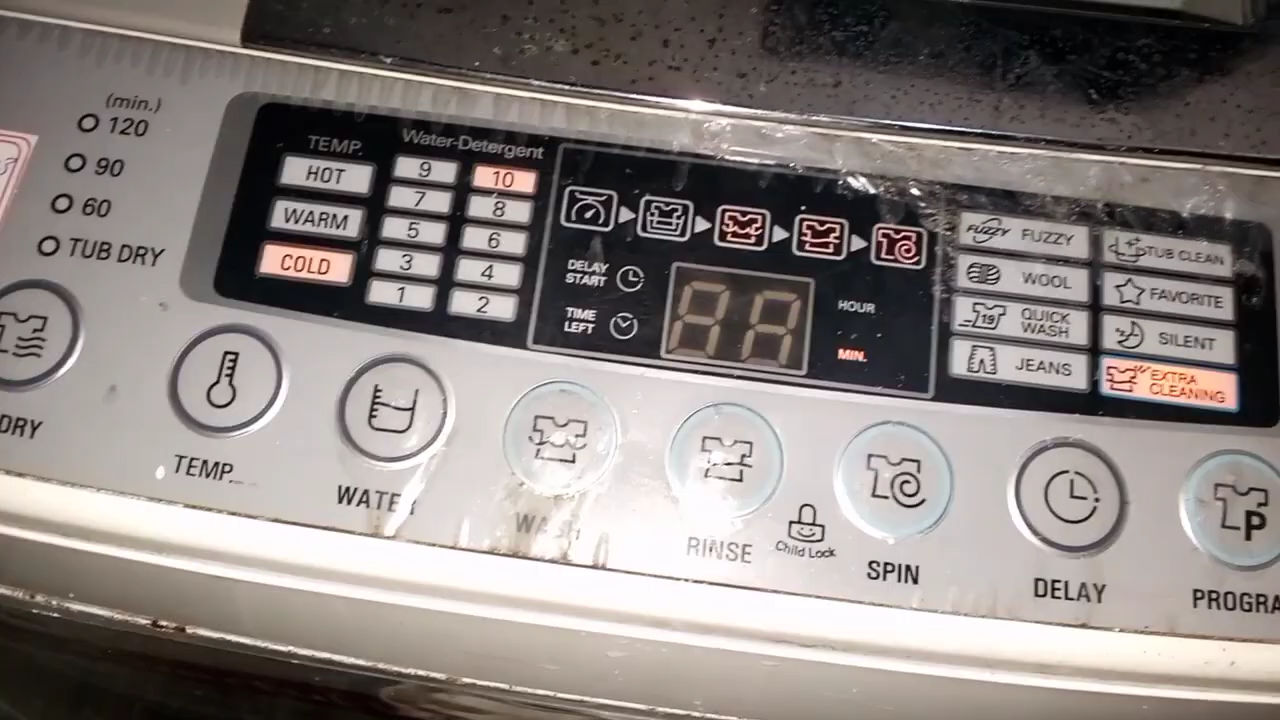 (min.)
120
90
60
TUB DRY
TEMP.
HOT
WARM
COLD
Water-Detergent
9 10
7 8
5 6
3 4
1 2
DELAY START
TIME LEFT
HOUR
MIN.
FUZZY FUZZY
WOOL
19 QUICK WASH
JEANS
TUB CLEAN
FAVORITE
SILENT
EXTRA CLEANING
DRY
TEMP.
WATER
WASH
RINSE
Child Lock
SPIN
DELAY
P
PROGRA